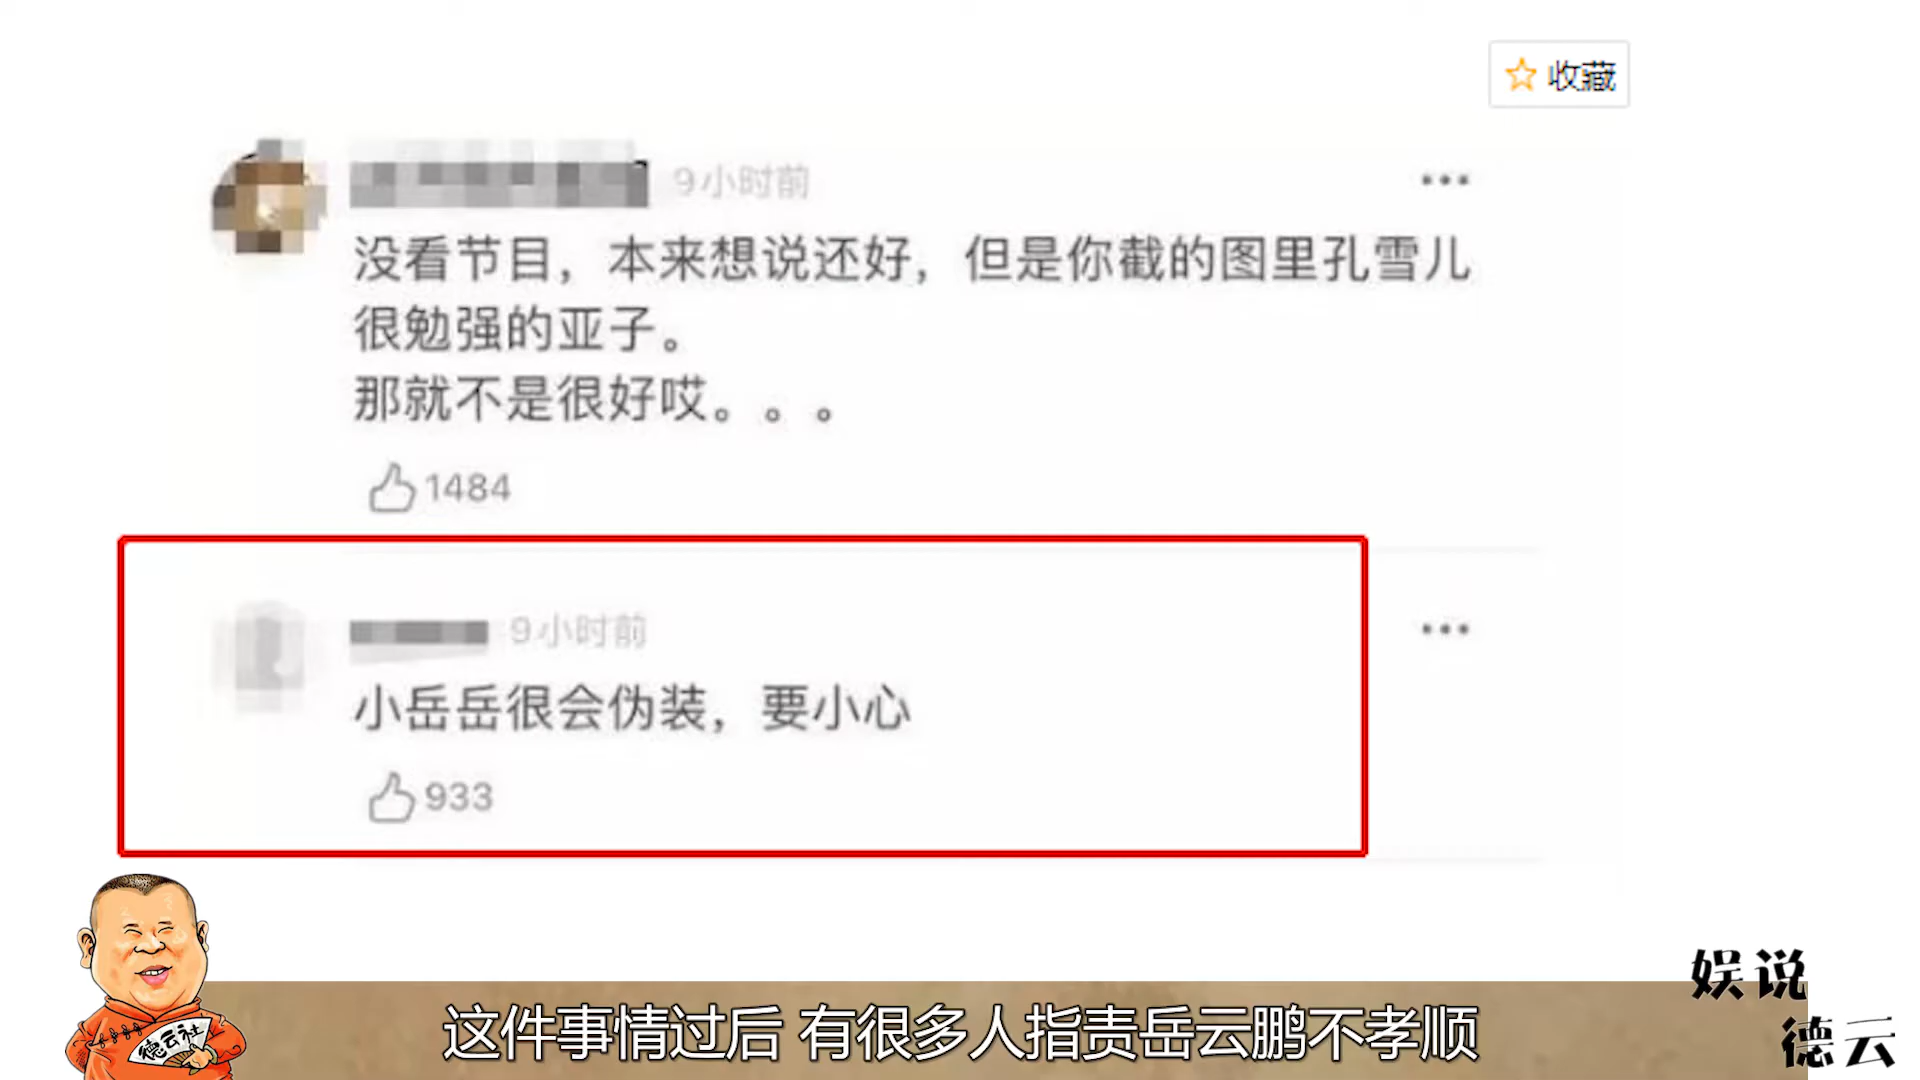 收藏
9小时前
没看节目，本来想说还好，但是你截的图里孔雪儿
很勉强的亚子。
那就不是很好哎。。。
1484
9小时前
小岳岳很会伪装，要小心
933
德云社
这件事情过后 有很多人指责岳云鹏不孝顺
娱说
德云